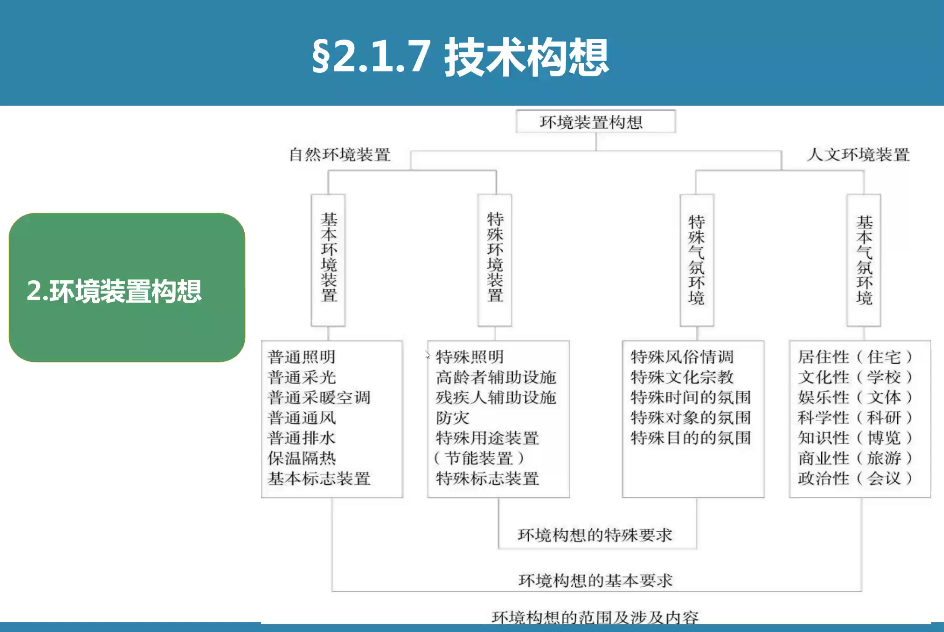 §2.1.7 技术构想
2.环境装置构想
环境装置构想
自然环境装置
人文环境装置
基本环境装置
特殊环境装置
特殊气氛环境
基本气氛环境
普通照明
普通采光
普通采暖空调
普通通风
普通排水
保温隔热
基本标志装置
特殊照明
高龄者辅助设施
残疾人辅助设施
防灾
特殊用途装置
（节能装置）
特殊标志装置
特殊风俗情调
特殊文化宗教
特殊时间的氛围
特殊对象的氛围
特殊目的的氛围
居住性（住宅）
文化性（学校）
娱乐性（文体）
科学性（科研）
知识性（博览）
商业性（旅游）
政治性（会议）
环境构想的特殊要求
环境构想的基本要求
环境构想的范围及涉及内容